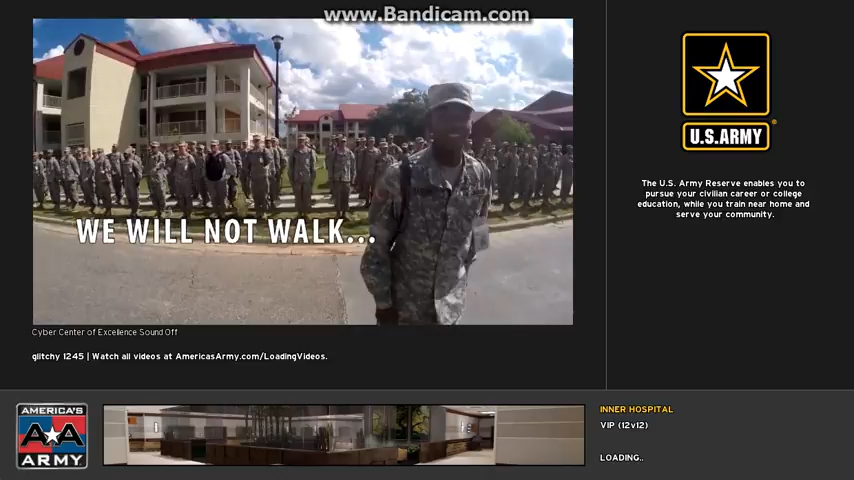 www.Bandicam.com
WE WILL NOT WALK...
U.S.ARMY
The U.S. Army Reserve enables you to
pursue your civilian career or college
education, while you train near home and
serve your community.
Cyber Center of Excellence Sound Off
glitchy 1245 | Watch all videos at AmericasArmy.com/LoadingVideos.
AMERICA'S
AA
ARMY
INNER HOSPITAL
VIP (12v12)
LOADING..